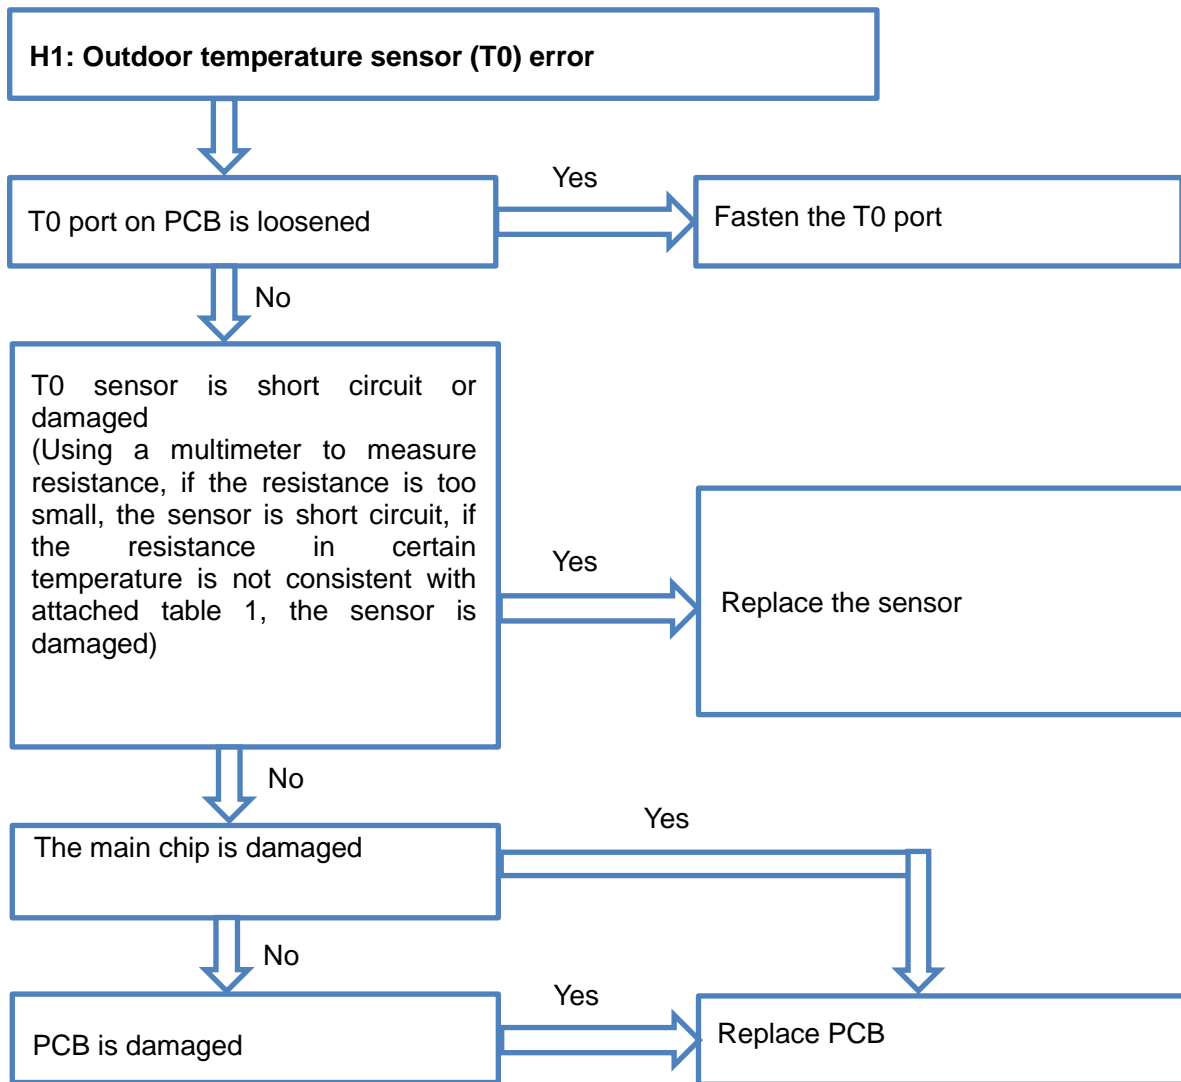 H1: Outdoor temperature sensor (T0) error
Yes
T0 port on PCB is loosened
Fasten the T0 port
No
T0 sensor is short circuit or
damaged
(Using a multimeter to measure
resistance, if the resistance is too
small, the sensor is short circuit, if
the resistance in certain
temperature is not consistent with
attached table 1, the sensor is
damaged)
Yes
Replace the sensor
No
The main chip is damaged
Yes
No
PCB is damaged
Yes
Replace PCB